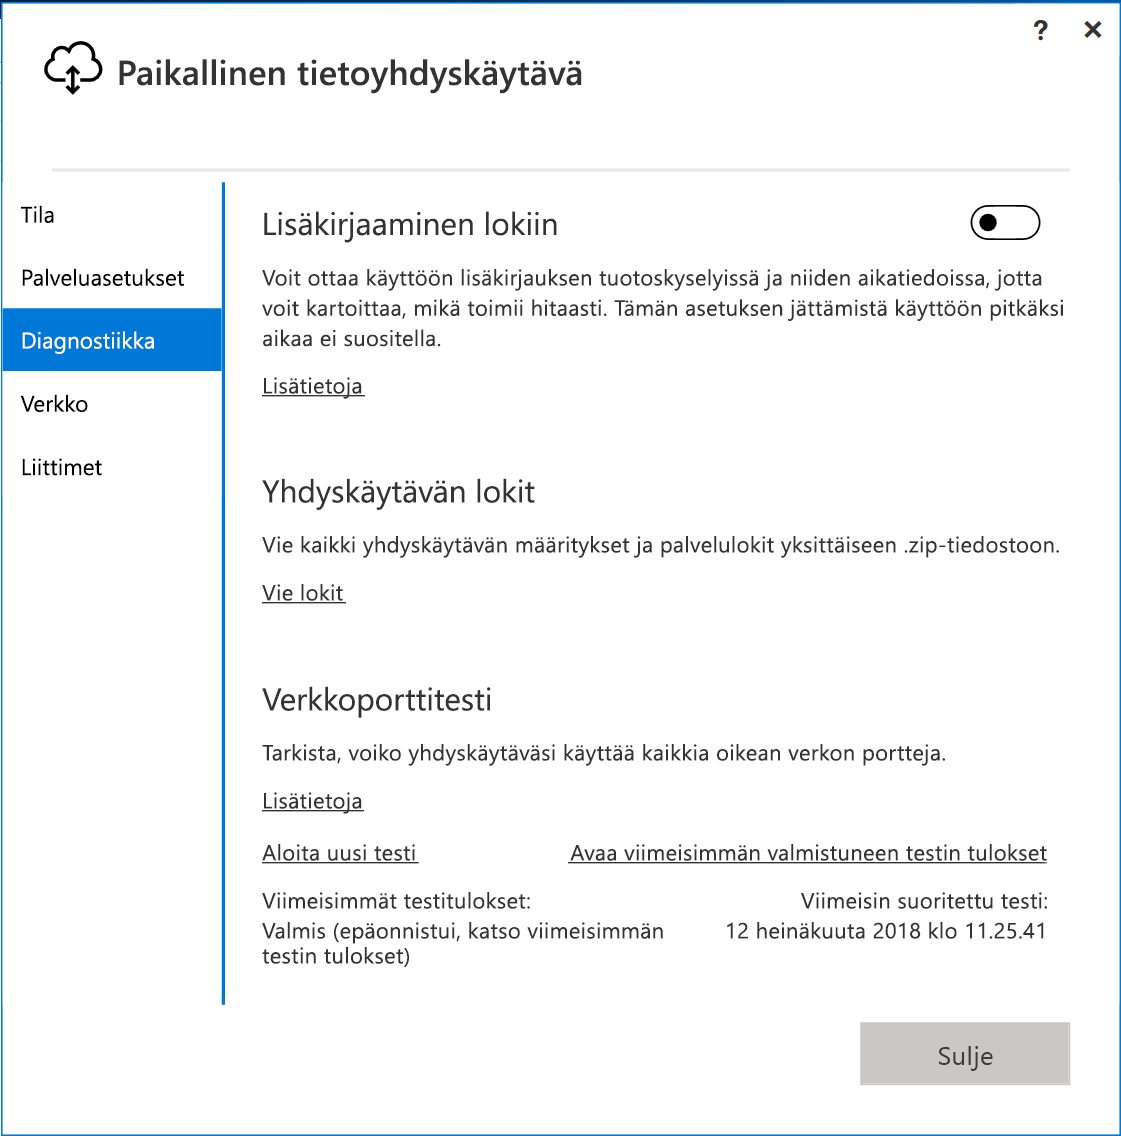 ?
Paikallinen tietoyhdyskäytävä
Tila
Palveluasetukset
Diagnostiikka
Verkko
Liittimet
Lisäkirjaaminen lokiin
Voit ottaa käyttöön lisäkirjauksen tuotoskyselyissä ja niiden aikatiedoissa, jotta
voit kartoittaa, mikä toimii hitaasti. Tämän asetuksen jättämistä käyttöön pitkäksi
aikaa ei suositella.
Lisätietoja
Yhdyskäytävän lokit
Vie kaikki yhdyskäytävän määritykset ja palvelulokit yksittäiseen .zip-tiedostoon.
Vie lokit
Verkkoporttitesti
Tarkista, voiko yhdyskäytäväsi käyttää kaikkia oikean verkon portteja.
Lisätietoja
Aloita uusi testi
Avaa viimeisimmän valmistuneen testin tulokset
Viimeisimmät testitulokset:
Valmis (epäonnistui, katso viimeisimmän
testin tulokset)
Viimeisin suoritettu testi:
12 heinäkuuta 2018 klo 11.25.41
Sulje